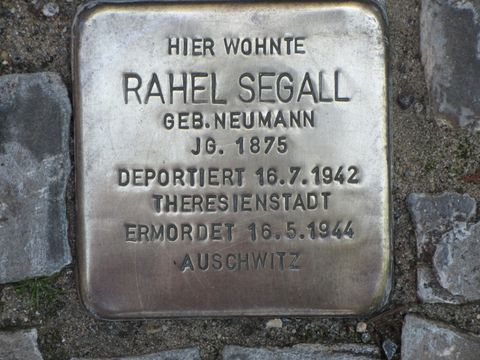 HIER WOHNTE
RAHEL SEGALL
GEB. NEUMANN
JG. 1875
DEPORTIERT 16.7.1942
THERESIENSTADT
ERMORDET 16.5.1944
AUSCHWITZ